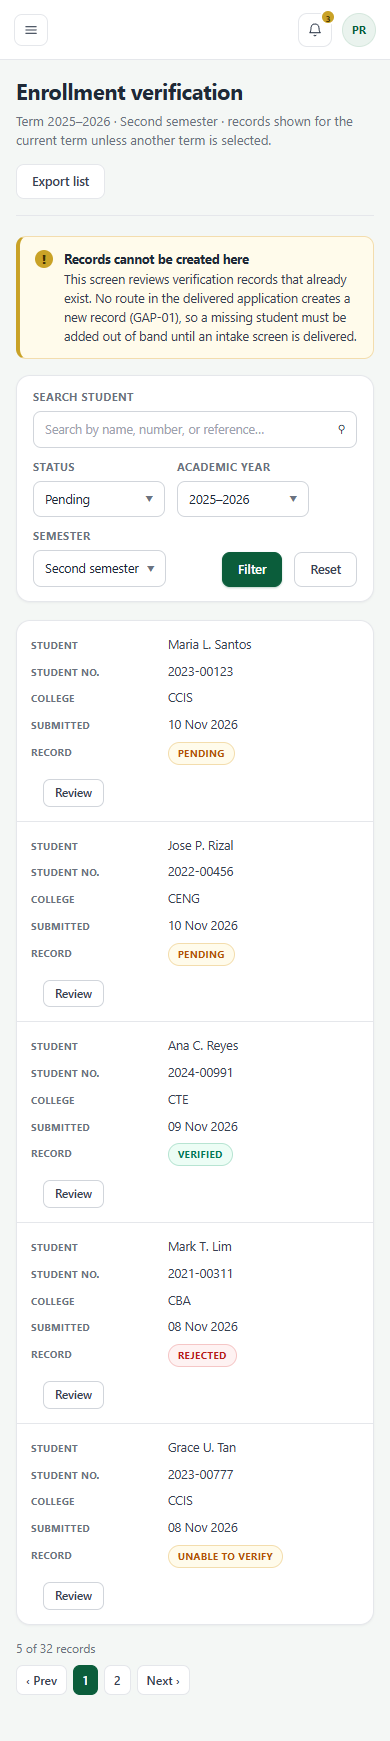 3
PR
Enrollment verification
Term 2025–2026 · Second semester · records shown for the
current term unless another term is selected.
Export list
! Records cannot be created here
This screen reviews verification records that already
exist. No route in the delivered application creates a
new record (GAP-01), so a missing student must be
added out of band until an intake screen is delivered.
SEARCH STUDENT
Search by name, number, or reference...
STATUS ACADEMIC YEAR
Pending 2025–2026
SEMESTER
Second semester Filter Reset
STUDENT Maria L. Santos
STUDENT NO. 2023-00123
COLLEGE CCIS
SUBMITTED 10 Nov 2026
RECORD PENDING
Review
STUDENT Jose P. Rizal
STUDENT NO. 2022-00456
COLLEGE CENG
SUBMITTED 10 Nov 2026
RECORD PENDING
Review
STUDENT Ana C. Reyes
STUDENT NO. 2024-00991
COLLEGE CTE
SUBMITTED 09 Nov 2026
RECORD VERIFIED
Review
STUDENT Mark T. Lim
STUDENT NO. 2021-00311
COLLEGE CBA
SUBMITTED 08 Nov 2026
RECORD REJECTED
Review
STUDENT Grace U. Tan
STUDENT NO. 2023-00777
COLLEGE CCIS
SUBMITTED 08 Nov 2026
RECORD UNABLE TO VERIFY
Review
5 of 32 records
‹ Prev 1 2 Next ›